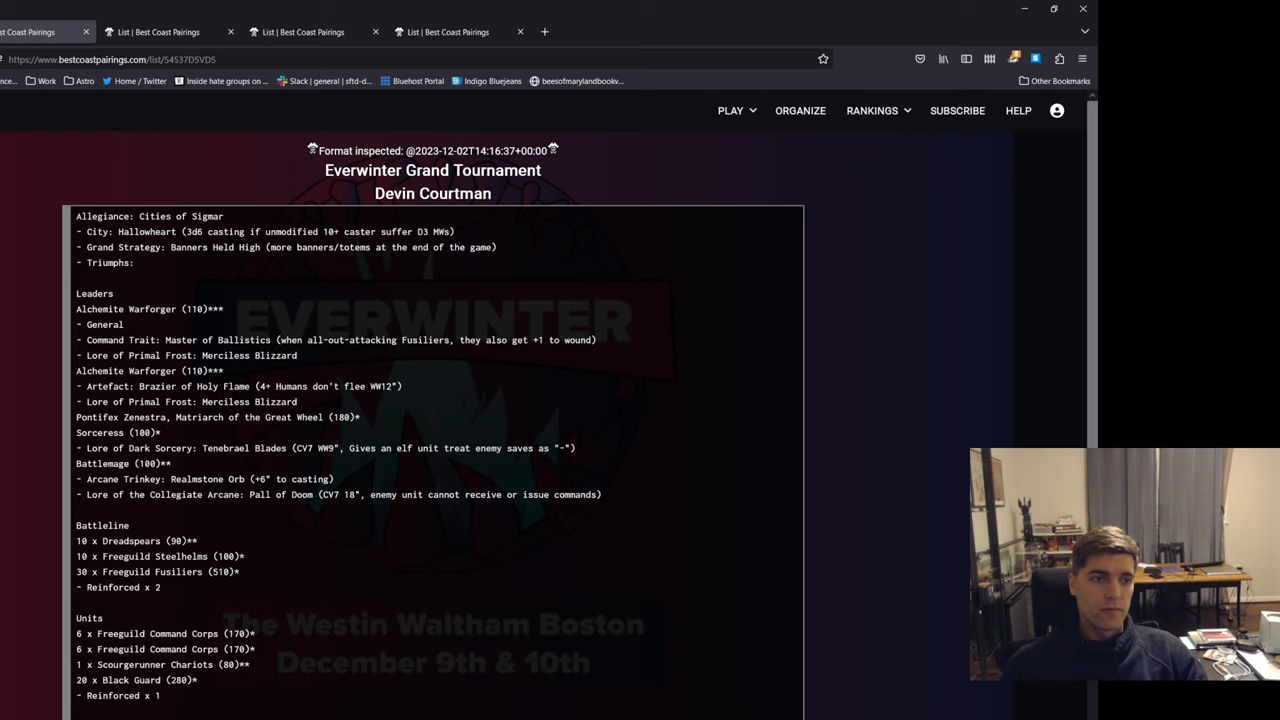 st Coast Pairings
List | Best Coast Pairings
List | Best Coast Pairings
List | Best Coast Pairings
https://www.bestcoastpairings.com/list/54537D5VD5
nce...
Work
Astro
Home / Twitter
Inside hate groups on ...
Slack | general | sftd-d...
Bluehost Portal
Indigo Bluejeans
beesofmarylandbookv...
Other Bookmarks
PLAY
ORGANIZE
RANKINGS
SUBSCRIBE
HELP
Format inspected: @2023-12-02T14:16:37+00:00
Everwinter Grand Tournament
Devin Courtman
Allegiance: Cities of Sigmar
- City: Hallowheart (3d6 casting if unmodified 10+ caster suffer D3 MWs)
- Grand Strategy: Banners Held High (more banners/totems at the end of the game)
- Triumphs:
Leaders
Alchemite Warforger (110)***
- General
- Command Trait: Master of Ballistics (when all-out-attacking Fusiliers, they also get +1 to wound)
- Lore of Primal Frost: Merciless Blizzard
Alchemite Warforger (110)***
- Artefact: Brazier of Holy Flame (4+ Humans don't flee WW12")
- Lore of Primal Frost: Merciless Blizzard
Pontifex Zenestra, Matriarch of the Great Wheel (180)*
Sorceress (100)*
- Lore of Dark Sorcery: Tenebrael Blades (CV7 WW9", Gives an elf unit treat enemy saves as "-")
Battlemage (100)**
- Arcane Trinkey: Realmstone Orb (+6" to casting)
- Lore of the Collegiate Arcane: Pall of Doom (CV7 18", enemy unit cannot receive or issue commands)
Battleline
10 x Dreadspears (90)**
10 x Freeguild Steelhelms (100)*
30 x Freeguild Fusiliers (510)*
- Reinforced x 2
Units
6 x Freeguild Command Corps (170)*
6 x Freeguild Command Corps (170)*
1 x Scourgerunner Chariots (80)**
20 x Black Guard (280)*
- Reinforced x 1
EVERWINTER
The Westin Waltham Boston
December 9th & 10th